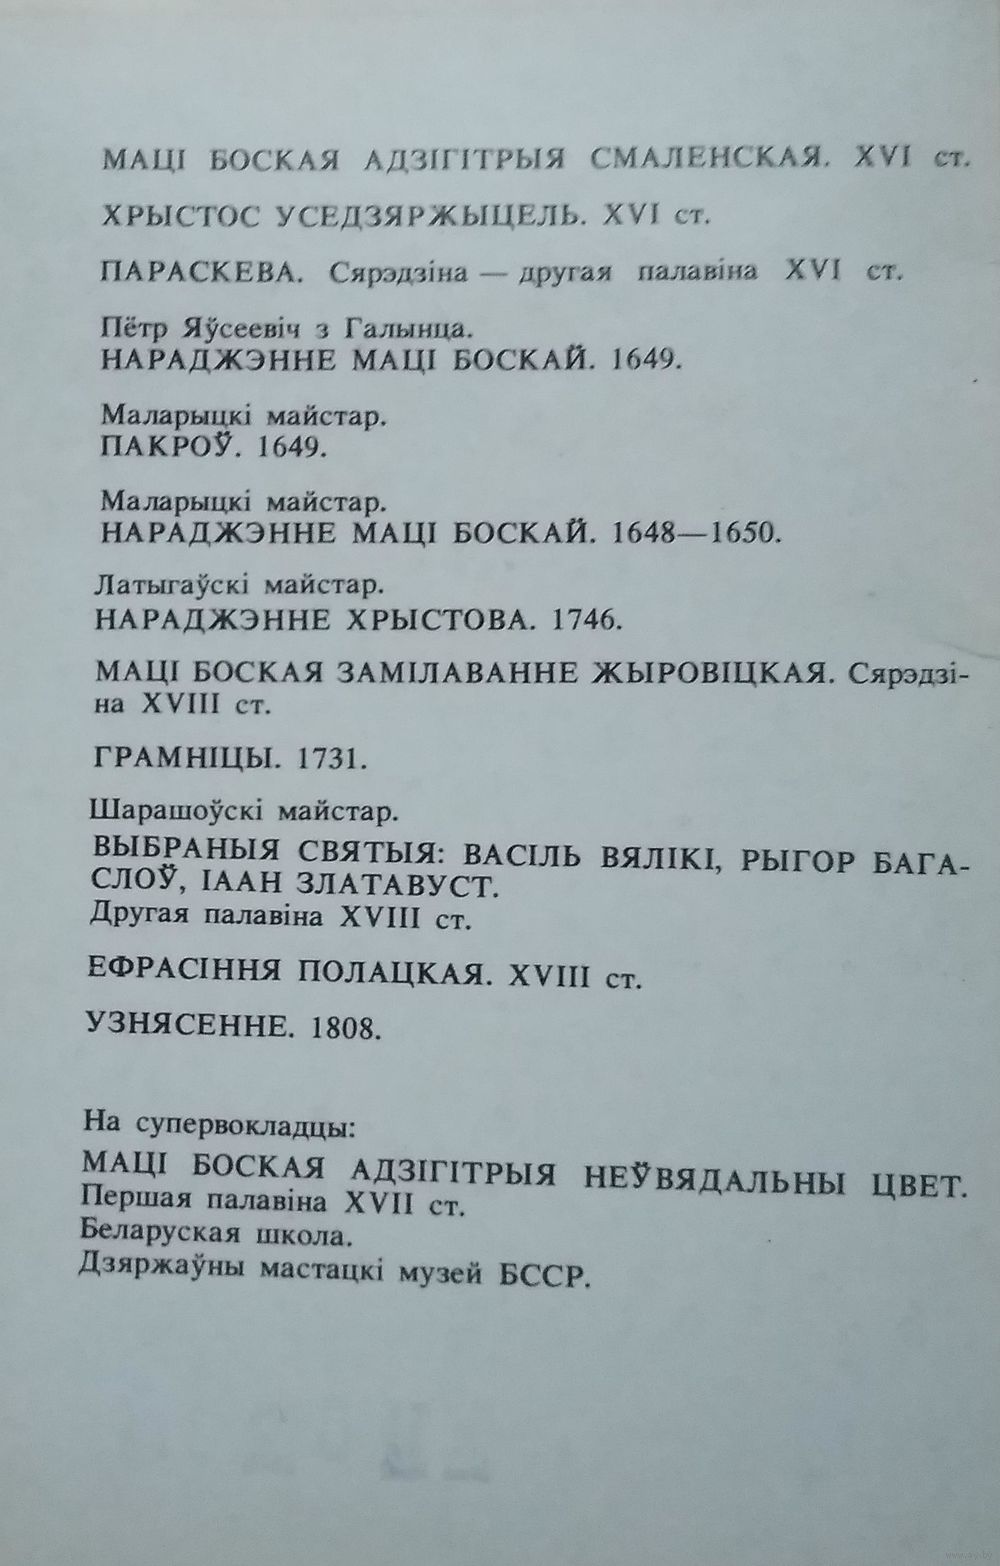 МАЦІ БОСКАЯ АДЗІГІТРЫЯ СМАЛЕНСКАЯ. XVI ст.
ХРЫСТОС УСЕДЗЯРЖЫЦЕЛЬ. XVI ст.
ПАРАСКЕВА. Сярэдзіна — другая палавіна XVI ст.
Пётр Яўсеевіч з Галынца.
НАРАДЖЭННЕ МАЦІ БОСКАЙ. 1649.
Маларыцкі майстар.
ПАКРОЎ. 1649.
Маларыцкі майстар.
НАРАДЖЭННЕ МАЦІ БОСКАЙ. 1648—1650.
Латыгаўскі майстар.
НАРАДЖЭННЕ ХРЫСТОВА. 1746.
МАЦІ БОСКАЯ ЗАМІЛАВАННЕ ЖЫРОВІЦКАЯ. Сярэдзі-
на XVIII ст.
ГРАМНІЦЫ. 1731.
Шарашоўскі майстар.
ВЫБРАНЫЯ СВЯТЫЯ: ВАСІЛЬ ВЯЛІКІ, РЫГОР БАГА-
СЛОЎ, ІААН ЗЛАТАВУСТ.
Другая палавіна XVIII ст.
ЕФРАСІННЯ ПОЛАЦКАЯ. XVIII ст.
УЗНЯСЕННЕ. 1808.
На супервокладцы:
МАЦІ БОСКАЯ АДЗІГІТРЫЯ НЕЎВЯДАЛЬНЫ ЦВЕТ.
Першая палавіна XVII ст.
Беларуская школа.
Дзяржаўны мастацкі музей БССР.